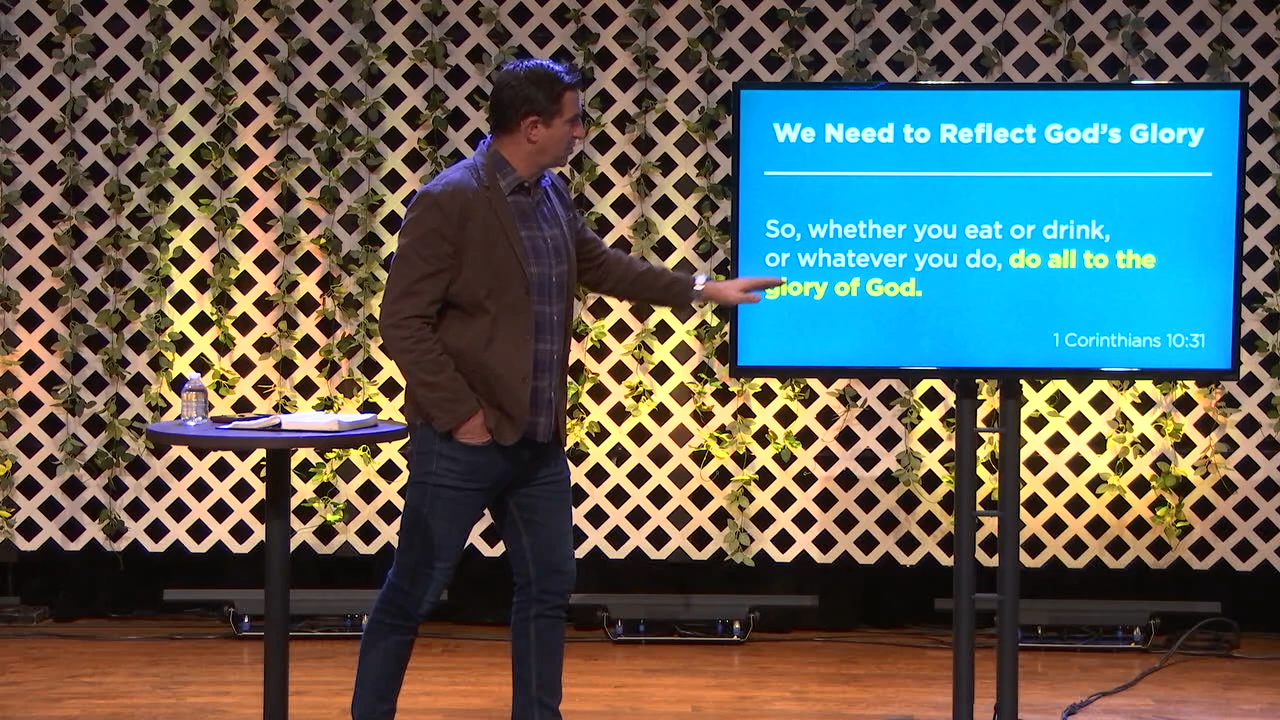 We Need to Reflect God's Glory
So, whether you eat or drink,
or whatever you do, do all to the
glory of God.
1 Corinthians 10:31